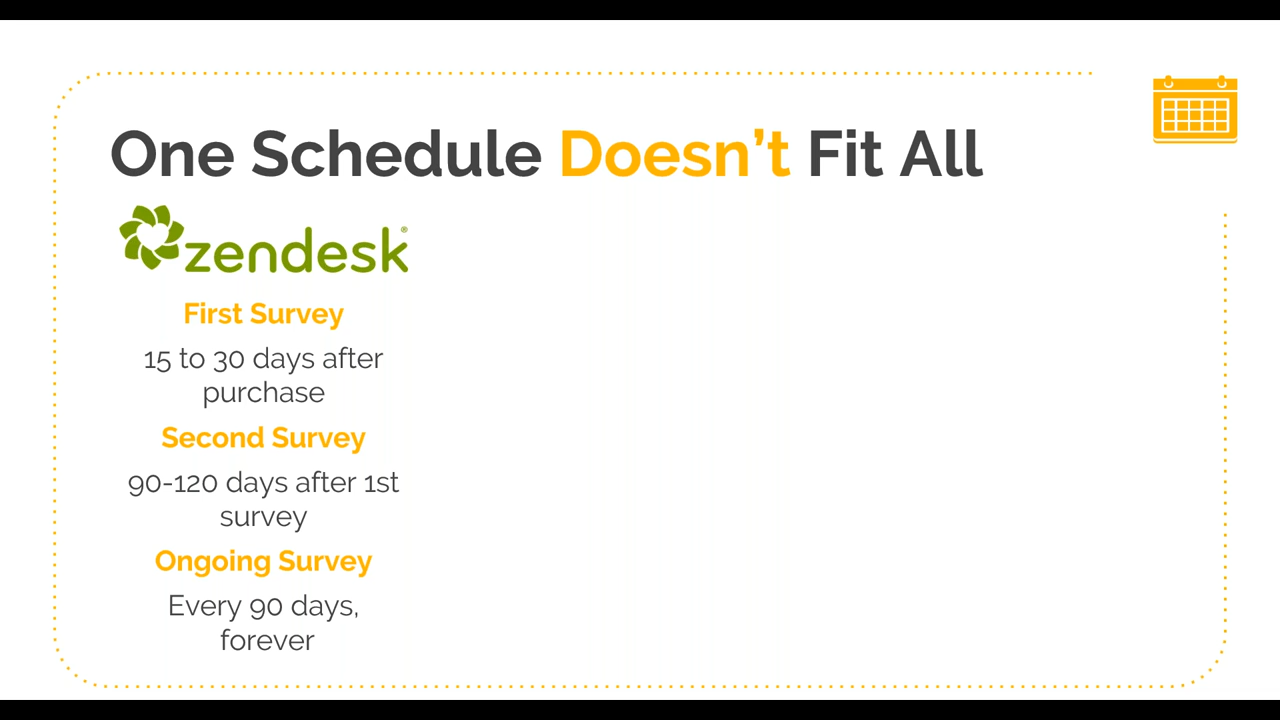 One Schedule Doesn’t Fit All
zendesk®
First Survey
15 to 30 days after
purchase
Second Survey
90-120 days after 1st
survey
Ongoing Survey
Every 90 days,
forever